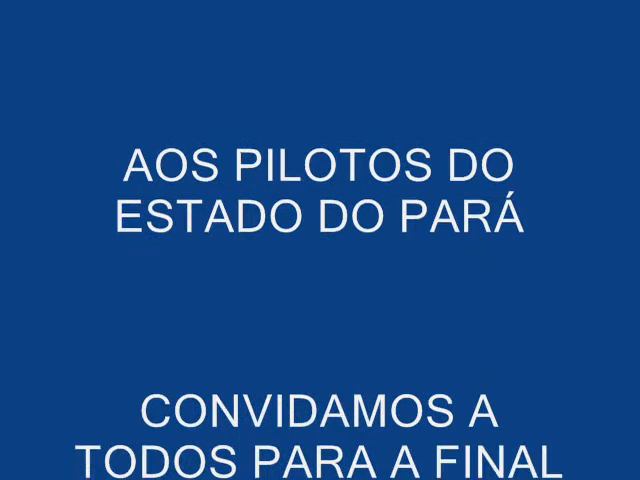 AOS PILOTOS DO
ESTADO DO PARÁ
CONVIDAMOS A
TODOS PARA A FINAL